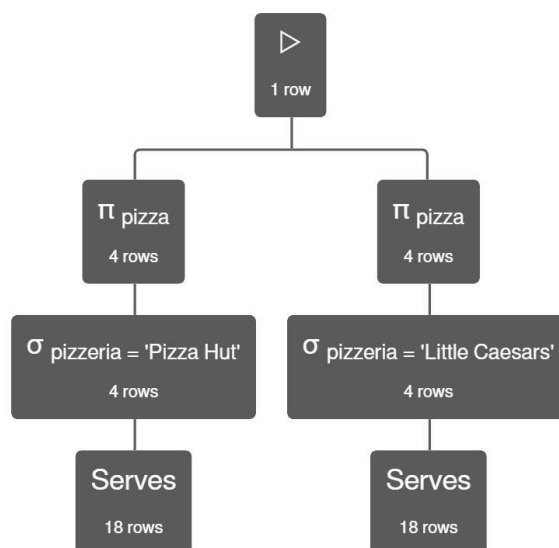 ▷
1 row
π pizza
4 rows
π pizza
4 rows
σ pizzeria = 'Pizza Hut'
4 rows
σ pizzeria = 'Little Caesars'
4 rows
Serves
18 rows
Serves
18 rows